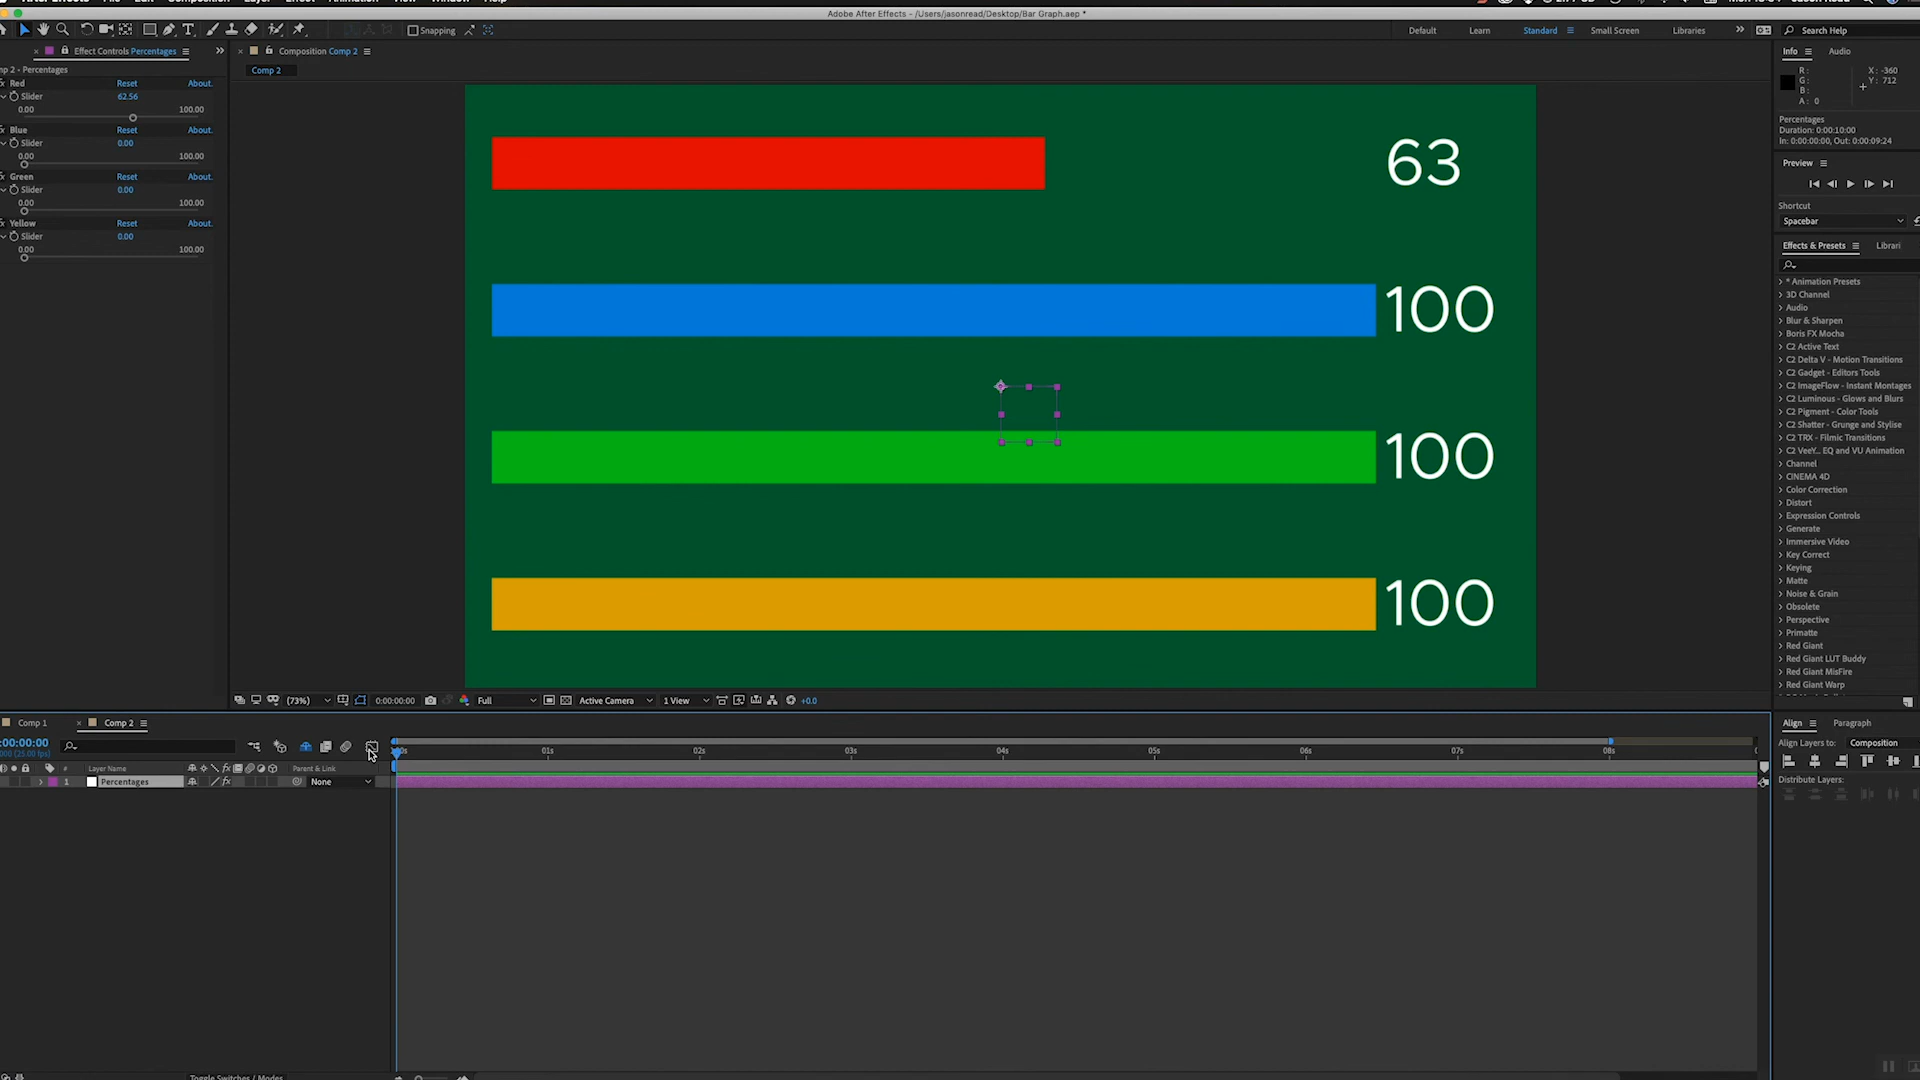 Adobe After Effects - /Users/jasonread/Desktop/Bar Graph.aep *
Snapping
Default
Learn
Standard
Small Screen
Libraries
Search Help
Effect Controls Percentages
Composition Comp 2
Info
Audio
Comp 2
mp 2 - Percentages
Red
Reset
About.
Slider
62.56
0.00
100.00
Blue
Reset
About.
Slider
0.00
0.00
100.00
Green
Reset
About.
Slider
0.00
0.00
100.00
Yellow
Reset
About.
Slider
0.00
0.00
100.00
63
100
100
100
R :
G :
B :
A : 0
X : -360
Y : 712
Percentages
Duration: 0:00:10:00
In: 0:00:00:00, Out: 0:00:09:24
Preview
Shortcut
Spacebar
Effects & Presets
Librari
* Animation Presets
3D Channel
Audio
Blur & Sharpen
Boris FX Mocha
C2 Active Text
C2 Delta V - Motion Transitions
C2 Gadget - Editors Tools
C2 ImageFlow - Instant Montages
C2 Luminous - Glows and Blurs
C2 Pigment - Color Tools
C2 Shatter - Grunge and Stylise
C2 TRX - Filmic Transitions
C2 VeeY... EQ and VU Animation
Channel
CINEMA 4D
Color Correction
Distort
Expression Controls
Generate
Immersive Video
Key Correct
Keying
Matte
Noise & Grain
Obsolete
Perspective
Primatte
Red Giant
Red Giant LUT Buddy
Red Giant MisFire
Red Giant Warp
(73%)
0:00:00:00
Full
Active Camera
1 View
+0.0
Comp 1
Comp 2
:00:00:00
01s
02s
03s
04s
05s
06s
07s
08s
#
Layer Name
Parent & Link
1
Percentages
None
Toggle Switches / Modes
Align
Paragraph
Align Layers to:
Composition
Distribute Layers: